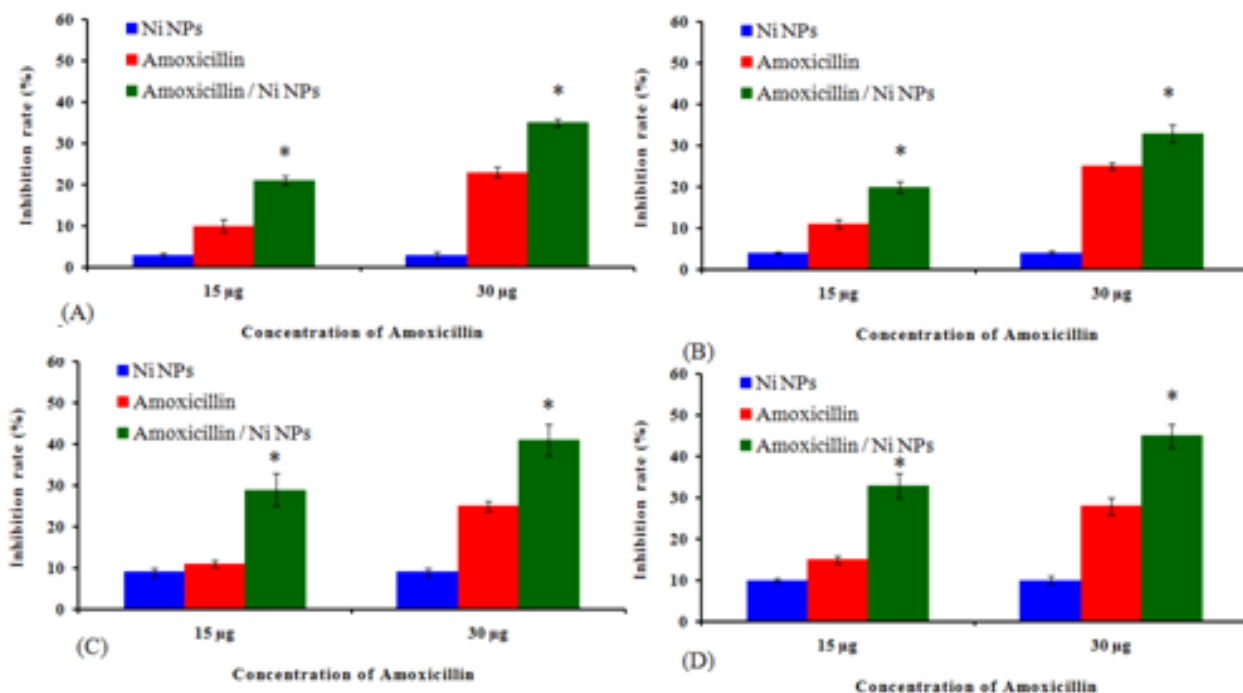 60
50
40
30
20
10
0
Inhibition rate (%)
Ni NPs
Amoxicillin
Amoxicillin / Ni NPs
*
*
15 µg
30 µg
(A)
Concentration of Amoxicillin
60
50
40
30
20
10
0
Inhibition rate (%)
Ni NPs
Amoxicillin
Amoxicillin / Ni NPs
*
*
15 µg
30 µg
(B)
Concentration of Amoxicillin
60
50
40
30
20
10
0
Inhibition rate (%)
Ni NPs
Amoxicillin
Amoxicillin / Ni NPs
*
*
15 µg
30 µg
(C)
Concentration of Amoxicillin
60
50
40
30
20
10
0
Inhibition rate (%)
Ni NPs
Amoxicillin
Amoxicillin / Ni NPs
*
*
15 µg
30 µg
(D)
Concentration of Amoxicillin